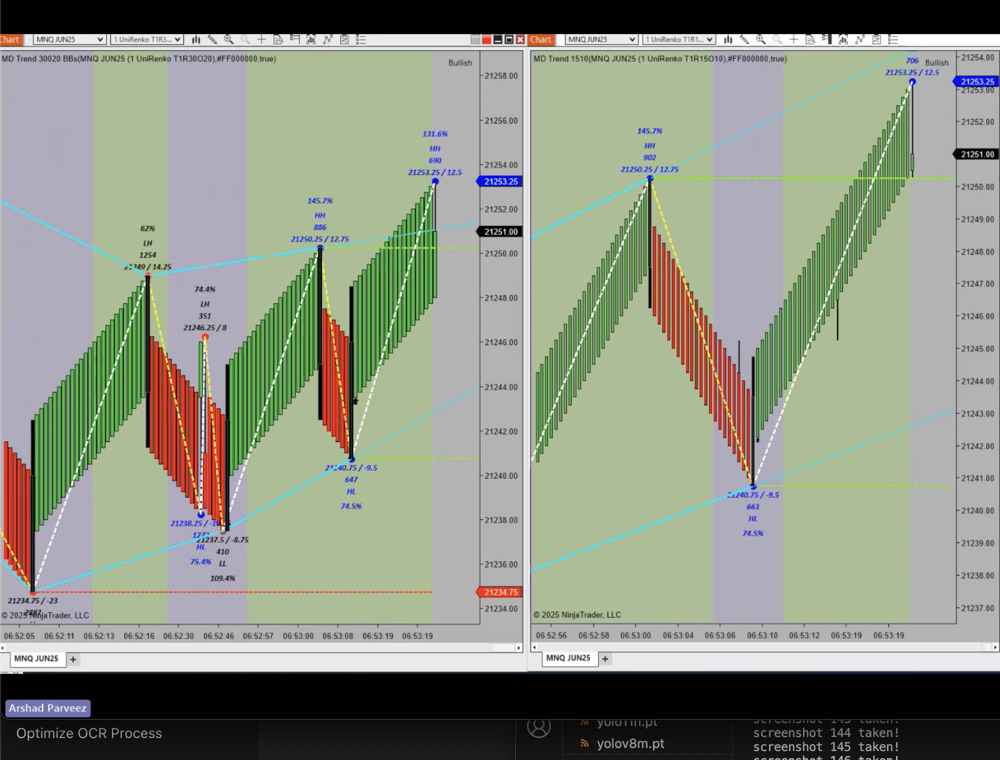 Chart
MNQ JUN25
1 UniRenko T1R3...
MD Trend 30020 BBs(MNQ JUN25 (1 UniRenko T1R30O20),#FF000000,true)
Bullish
21258.00
21256.00
21254.00
21253.25
21252.00
21251.00
21250.00
21248.00
21246.00
21244.00
21242.00
21240.00
21238.00
21236.00
21234.75
21234.00
62%
LH
1254
21249 / 14.25
74.4%
LH
351
21246.25 / 8
145.7%
HH
886
21250.25 / 12.75
131.6%
HH
690
21253.25 / 12.5
21238.25
HL
75.4%
21237.5 / -8.75
410
LL
109.4%
21240.75 / -9.5
647
HL
74.5%
21234.75 / -23
© 2025 NinjaTrader, LLC
06:52:05
06:52:11
06:52:13
06:52:16
06:52:30
06:52:46
06:52:57
06:53:00
06:53:08
06:53:19
06:53:19
MNQ JUN25
+
Chart
MNQ JUN25
1 UniRenko T1R1...
MD Trend 1510(MNQ JUN25 (1 UniRenko T1R15O10),#FF000000,true)
706
Bullish
21253.25 / 12.5
21254.00
21253.25
21253.00
21252.00
21251.00
21250.00
21249.00
21248.00
21247.00
21246.00
21245.00
21244.00
21243.00
21242.00
21241.00
21240.00
21239.00
21238.00
21237.00
145.7%
HH
902
21250.25 / 12.75
21240.75 / -9.5
663
HL
74.5%
© 2025 NinjaTrader, LLC
06:52:56
06:52:58
06:53:00
06:53:04
06:53:06
06:53:10
06:53:12
06:53:19
06:53:19
MNQ JUN25
+
Arshad Parveez
Optimize OCR Process
yolo11n.pt
yolov8m.pt
screenshot 143 taken!
screenshot 144 taken!
screenshot 145 taken!
screenshot 146 taken!